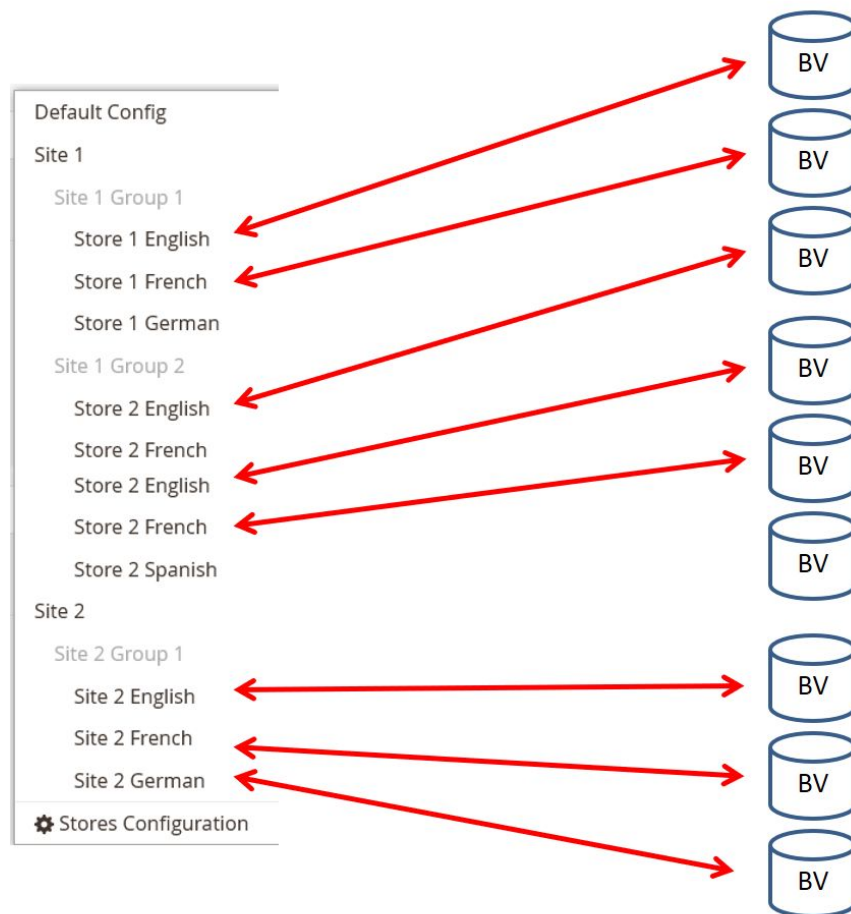 Default Config
Site 1
Site 1 Group 1
Store 1 English
Store 1 French
Store 1 German
Site 1 Group 2
Store 2 English
Store 2 French
Store 2 English
Store 2 French
Store 2 Spanish
Site 2
Site 2 Group 1
Site 2 English
Site 2 French
Site 2 German
Stores Configuration
BV
BV
BV
BV
BV
BV
BV
BV
BV